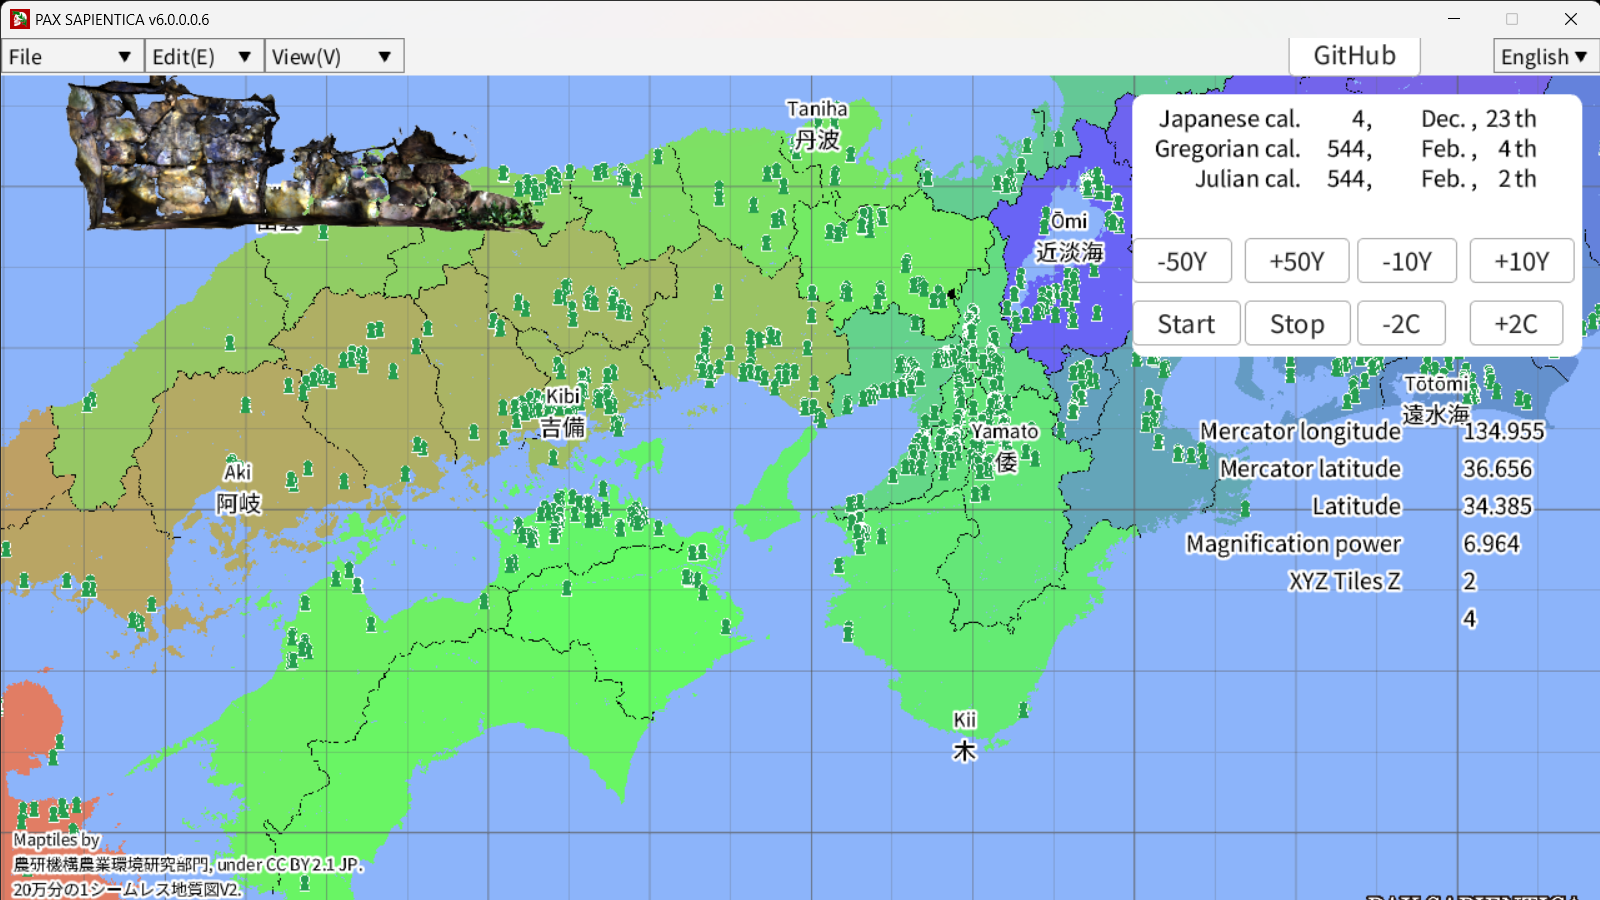 PAX SAPIENTICA v6.0.0.0.6
File ▼ Edit(E) ▼ View(V) ▼ GitHub English ▼
Japanese cal. 4, Dec. , 23 th
Gregorian cal. 544, Feb. , 4 th
Julian cal. 544, Feb. , 2 th
-50Y +50Y -10Y +10Y
Start Stop -2C +2C
Taniha
丹波
Ōmi
近淡海
Kibi
吉備
Tōtōmi
遠水海
Yamato
倭
Aki
阿岐
Kii
木
Mercator longitude 134.955
Mercator latitude 36.656
Latitude 34.385
Magnification power 6.964
XYZ Tiles Z 2
4
Maptiles by
農研機構農業環境研究部門, under CC BY 2.1 JP.
20万分の1シームレス地質図V2.
PAX SAPIENTICA